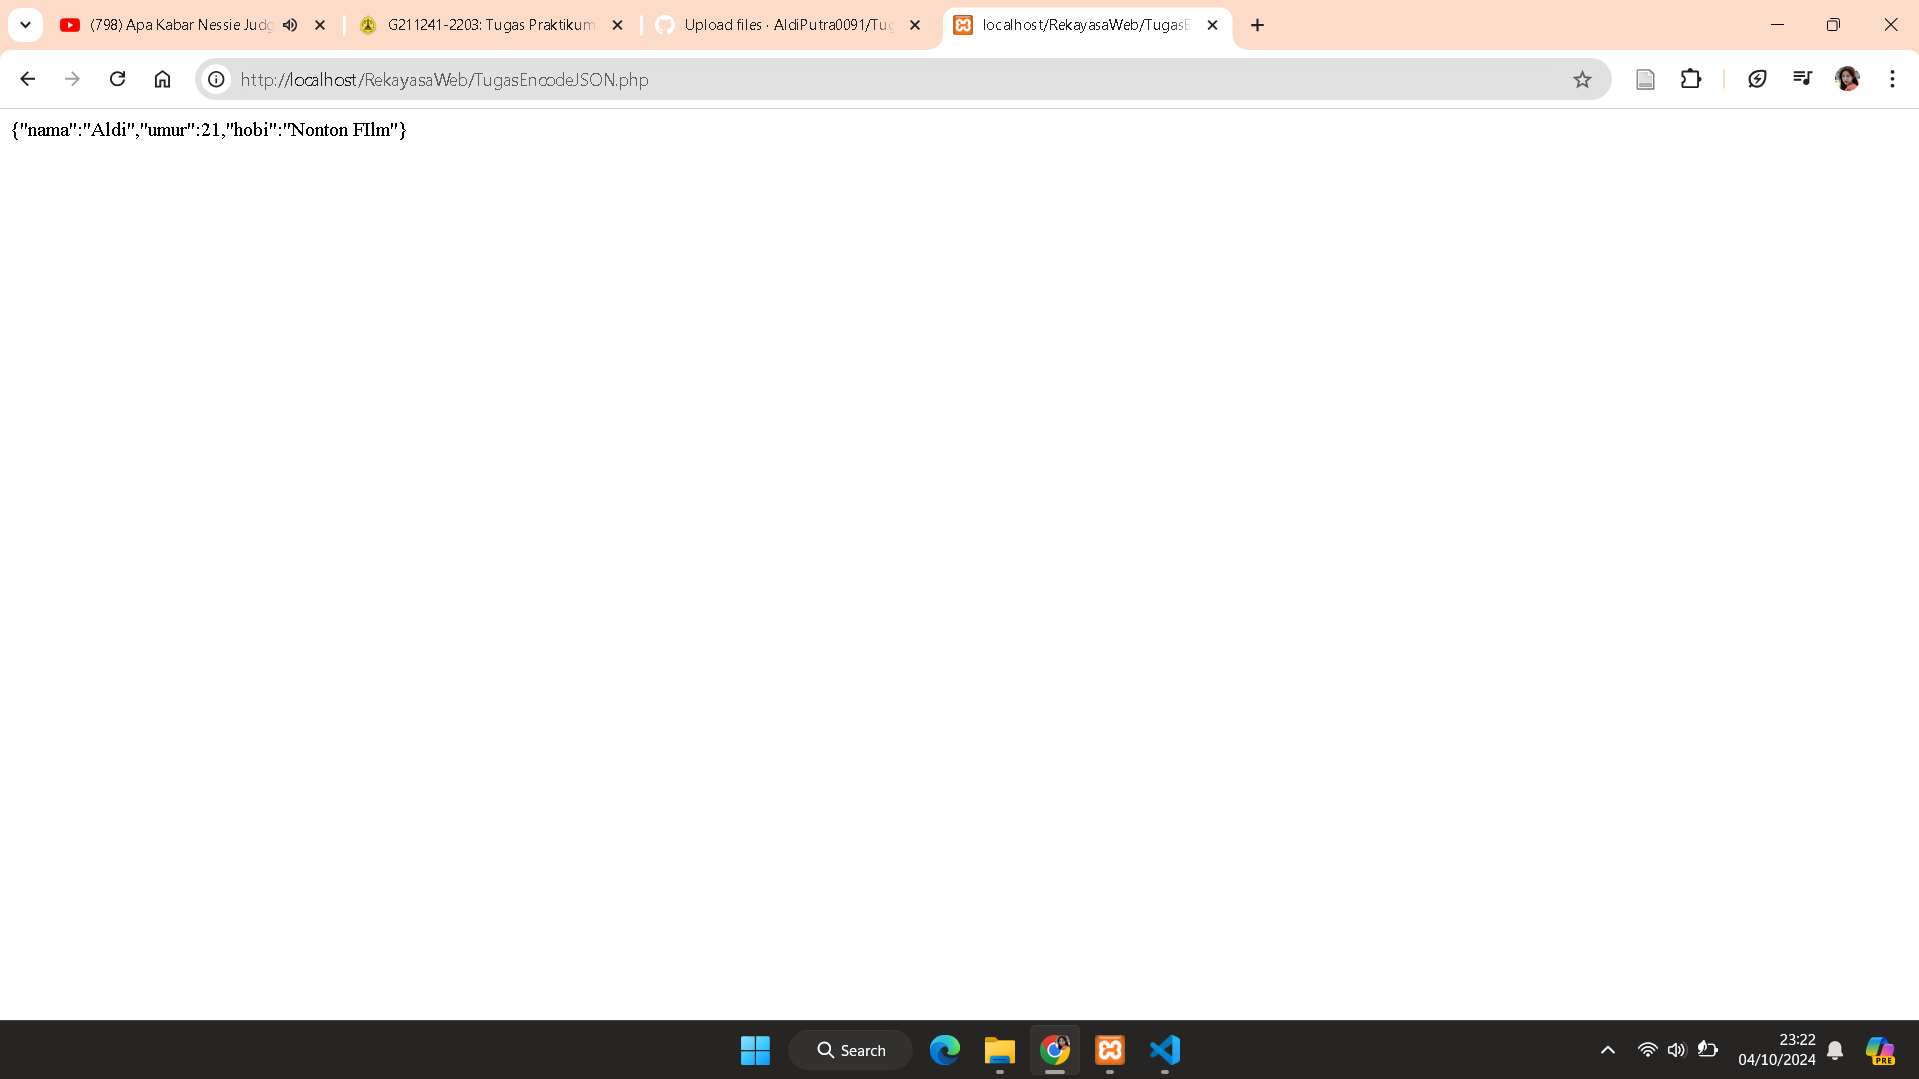 (798) Apa Kabar Nessie Judg
G211241-2203: Tugas Praktikum
Upload files · AldiPutra0091/Tug
localhost/RekayasaWeb/TugasE
http://localhost/RekayasaWeb/TugasEncodeJSON.php
{"nama":"Aldi","umur":21,"hobi":"Nonton FIlm"}
Search
23:22
04/10/2024
PRE